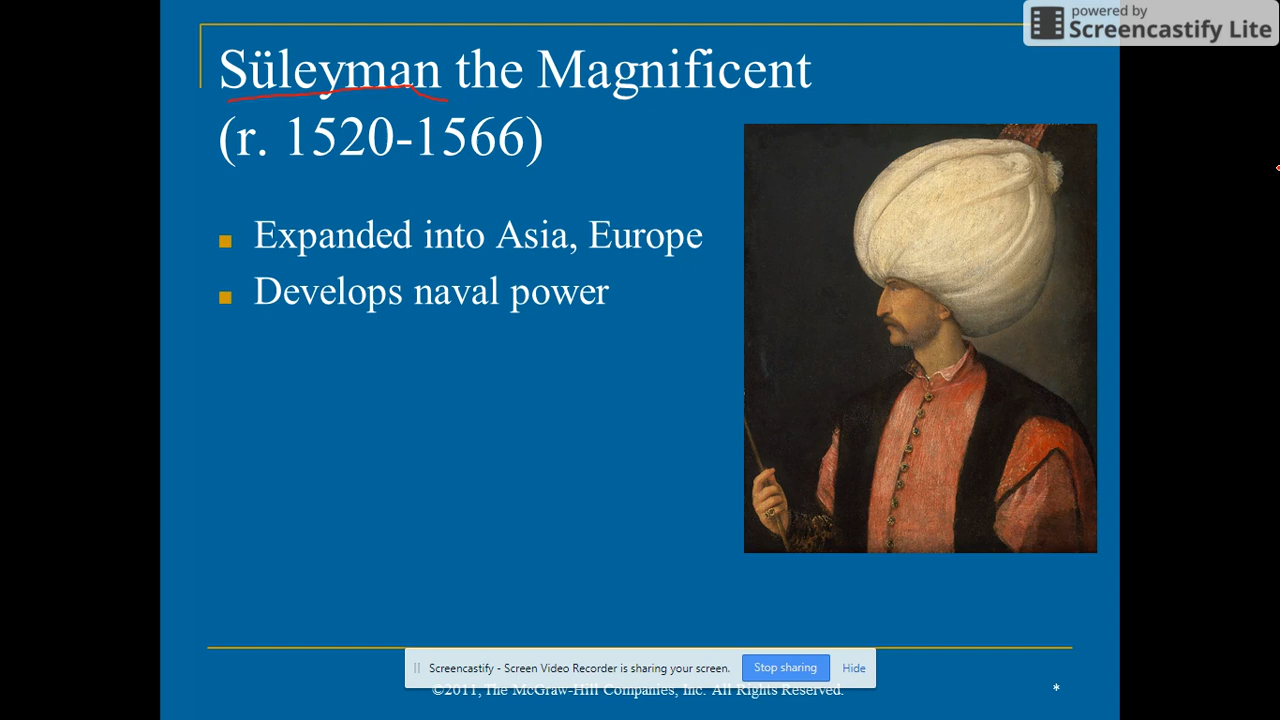 powered by
Screencastify Lite
Süleyman the Magnificent
(r. 1520-1566)
Expanded into Asia, Europe
Develops naval power
Screencastify - Screen Video Recorder is sharing your screen.
Stop sharing
Hide
©2011, The McGraw-Hill Companies, Inc. All Rights Reserved.
*